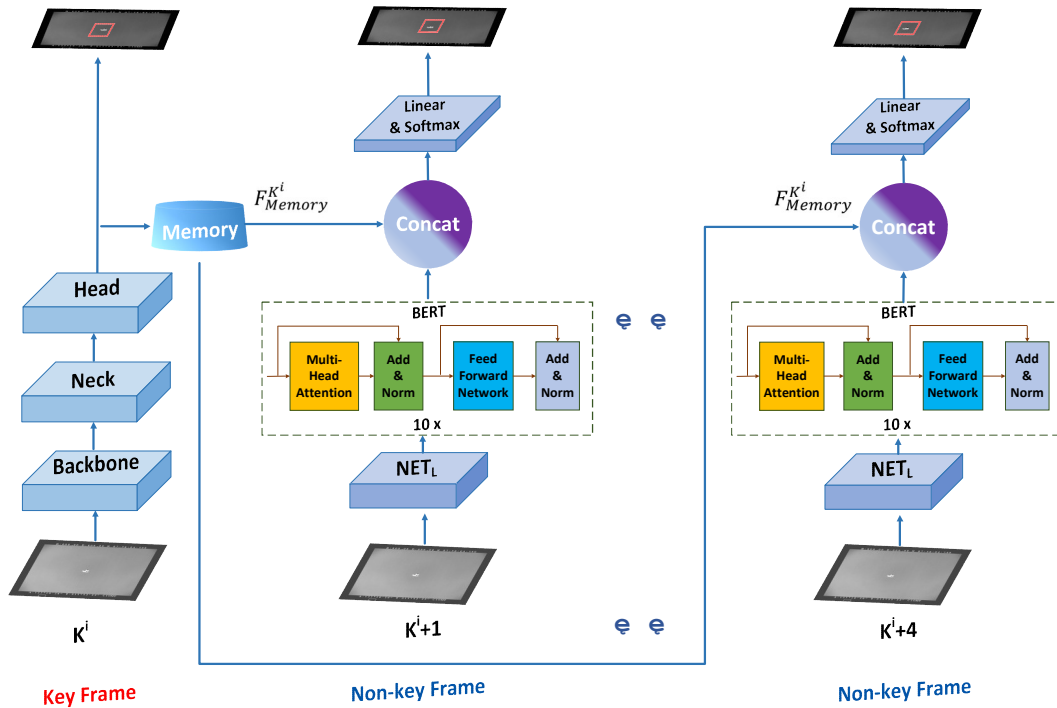 Linear
& Softmax
Linear
& Softmax
F_{Memory}^{K^i}
Memory
Concat
F_{Memory}^{K^i}
Concat
Head
Neck
Backbone
BERT
Multi-
Head
Attention
Add
&
Norm
Feed
Forward
Network
Add
&
Norm
10 x
NET_L
BERT
Multi-
Head
Attention
Add
&
Norm
Feed
Forward
Network
Add
&
Norm
10 x
NET_L
K^i
K^i+1
K^i+4
Key Frame
Non-key Frame
Non-key Frame